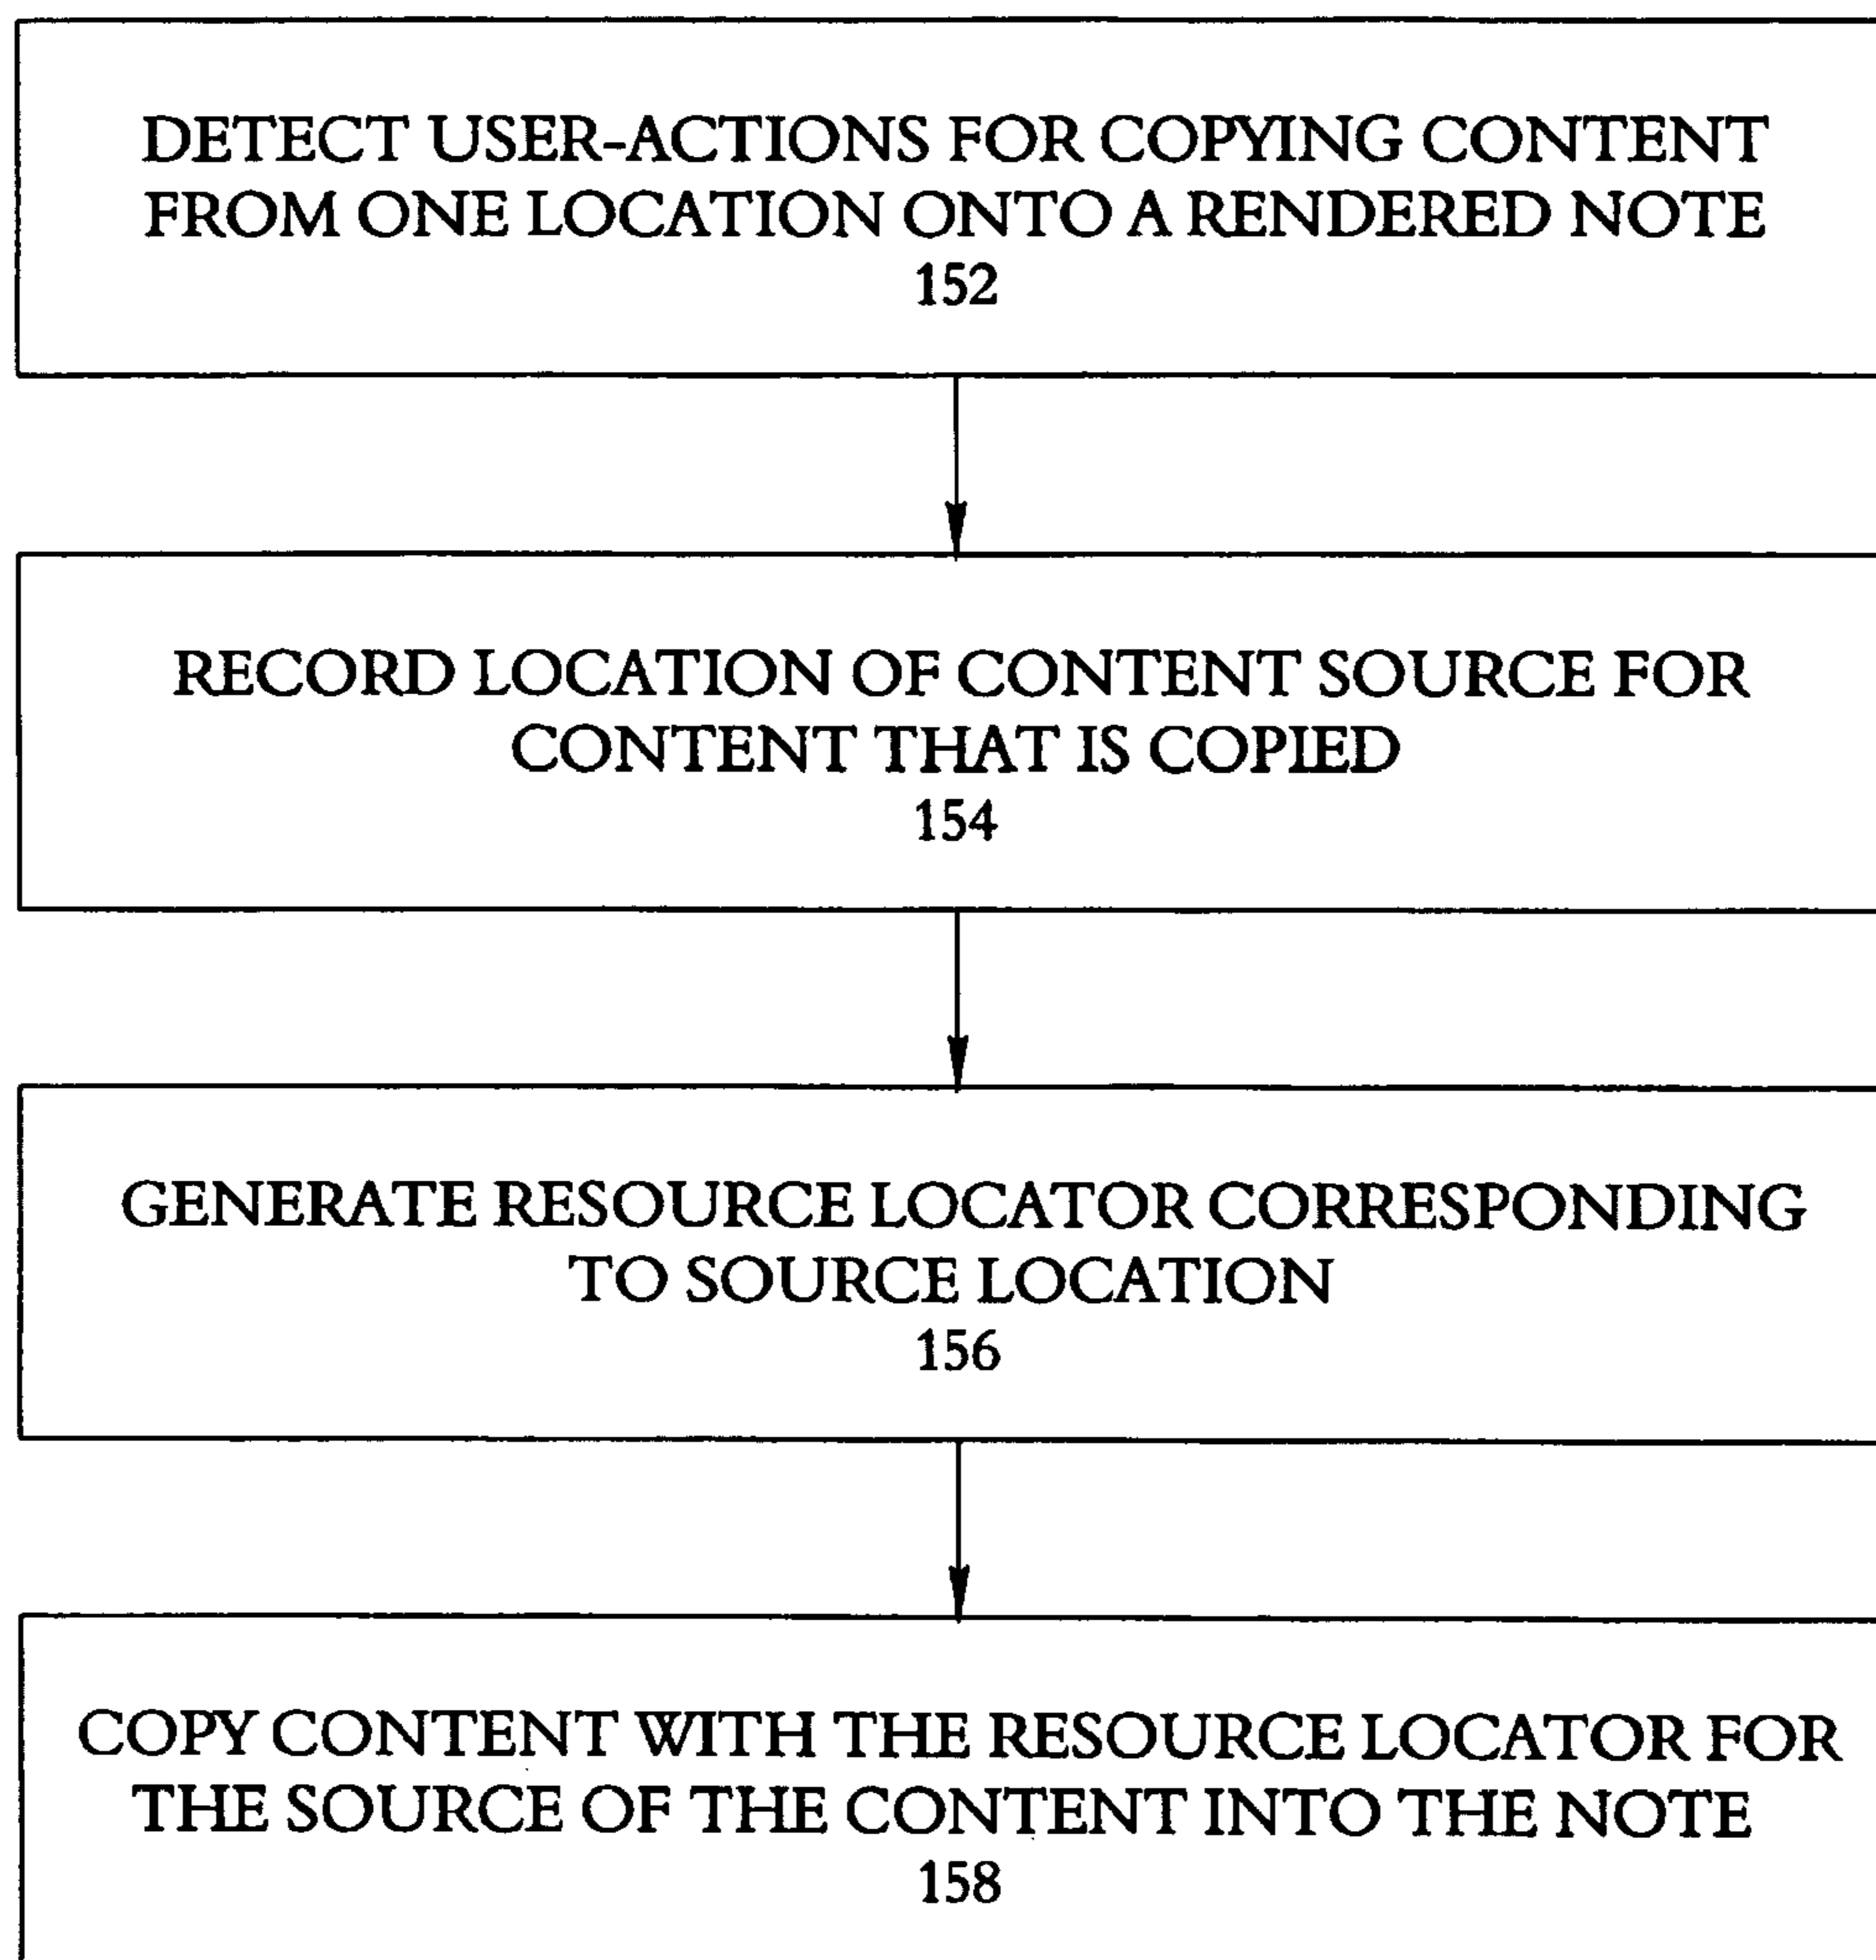 DETECT USER-ACTIONS FOR COPYING CONTENT
FROM ONE LOCATION ONTO A RENDERED NOTE
152
RECORD LOCATION OF CONTENT SOURCE FOR
CONTENT THAT IS COPIED
154
GENERATE RESOURCE LOCATOR CORRESPONDING
TO SOURCE LOCATION
156
COPY CONTENT WITH THE RESOURCE LOCATOR FOR
THE SOURCE OF THE CONTENT INTO THE NOTE
158